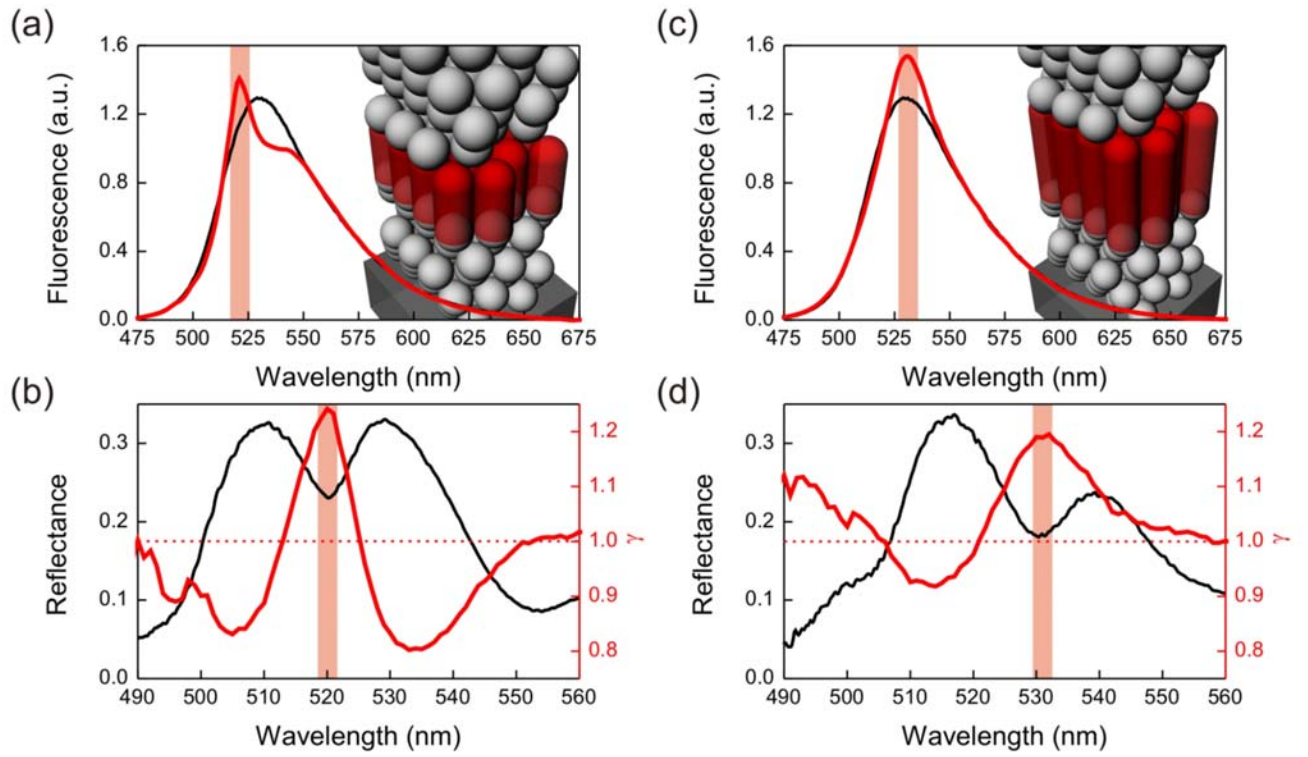 (a)
Fluorescence (a.u.)
1.6
1.2
0.8
0.4
0.0
475 500 525 550 575 600 625 650 675
Wavelength (nm)
(c)
Fluorescence (a.u.)
1.6
1.2
0.8
0.4
0.0
475 500 525 550 575 600 625 650 675
Wavelength (nm)
(b)
Reflectance
0.3
0.2
0.1
0.0
490 500 510 520 530 540 550 560
Wavelength (nm)
1.2
1.1
1.0
0.9
0.8
γ
(d)
Reflectance
0.3
0.2
0.1
0.0
490 500 510 520 530 540 550 560
Wavelength (nm)
1.2
1.1
1.0
0.9
0.8
γ